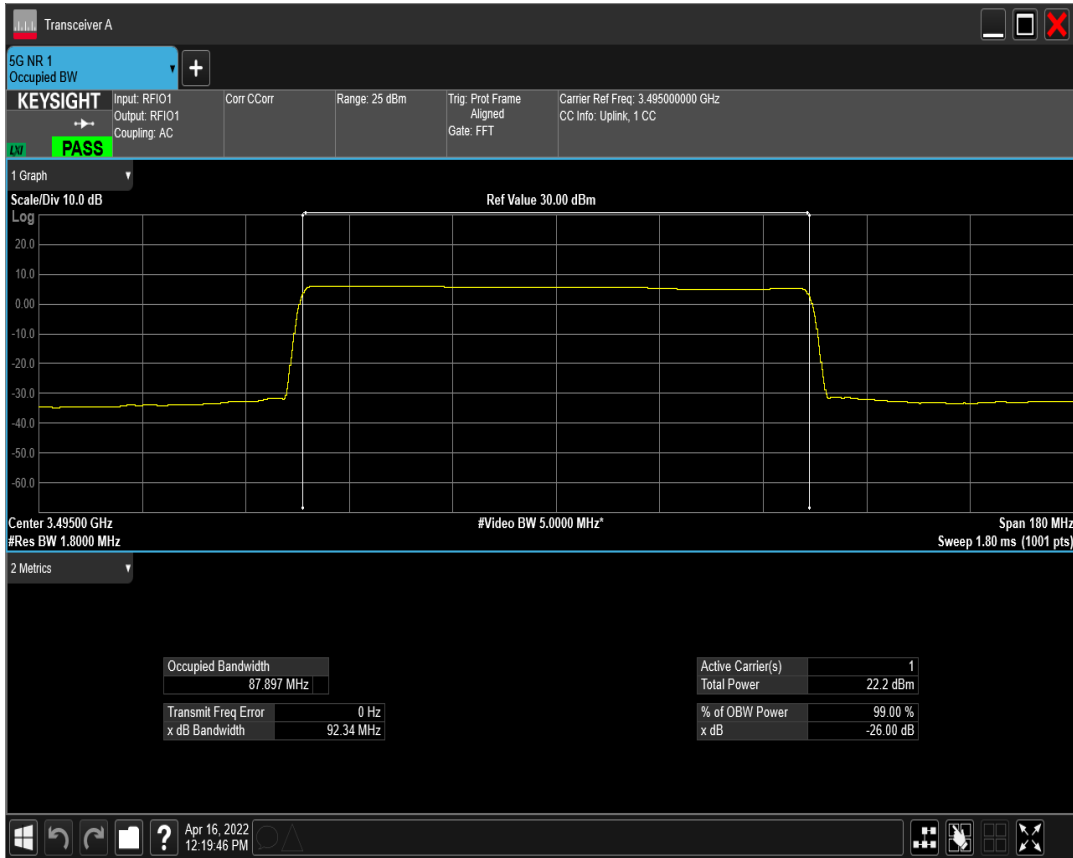 Transceiver A
5G NR 1
Occupied BW
KEYSIGHT
LXI
PASS
Input: RFIO1
Output: RFIO1
Coupling: AC
Corr CCorr
Range: 25 dBm
Trig: Prot Frame
Aligned
Gate: FFT
Carrier Ref Freq: 3.495000000 GHz
CC Info: Uplink, 1 CC
1 Graph
Scale/Div 10.0 dB
Ref Value 30.00 dBm
Log
20.0
10.0
0.00
-10.0
-20.0
-30.0
-40.0
-50.0
-60.0
Center 3.49500 GHz
#Video BW 5.0000 MHz*
Span 180 MHz
#Res BW 1.8000 MHz
Sweep 1.80 ms (1001 pts)
2 Metrics
Occupied Bandwidth
87.897 MHz
Transmit Freq Error 0 Hz
x dB Bandwidth 92.34 MHz
Active Carrier(s) 1
Total Power 22.2 dBm
% of OBW Power 99.00 %
x dB -26.00 dB
Apr 16, 2022
12:19:46 PM